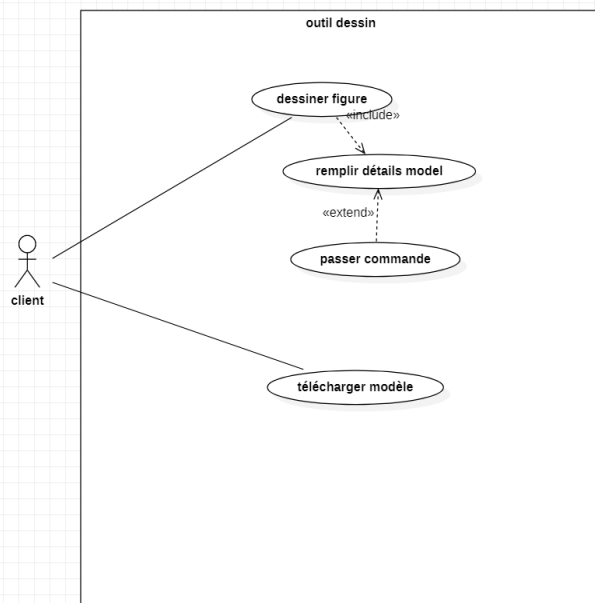 outil dessin
dessiner figure
«include»
remplir détails model
«extend»
passer commande
client
télécharger modèle